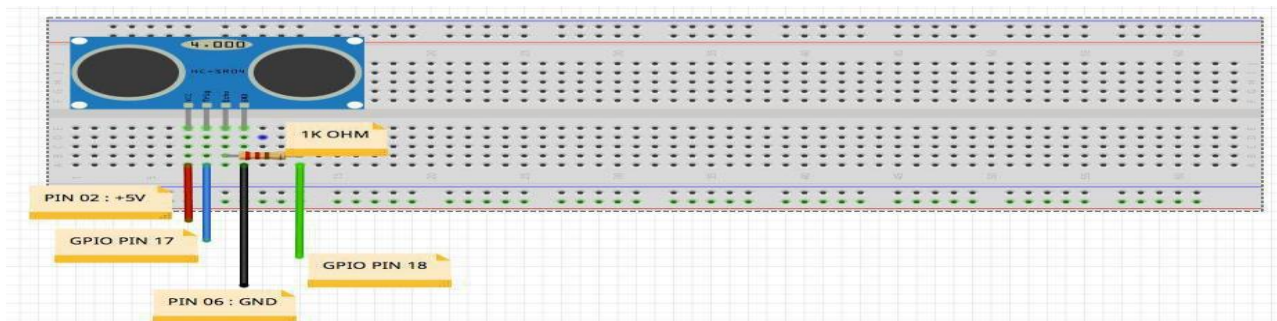 4.000
HC-SR04
1K OHM
PIN 02 : +5V
GPIO PIN 17
GPIO PIN 18
PIN 06 : GND